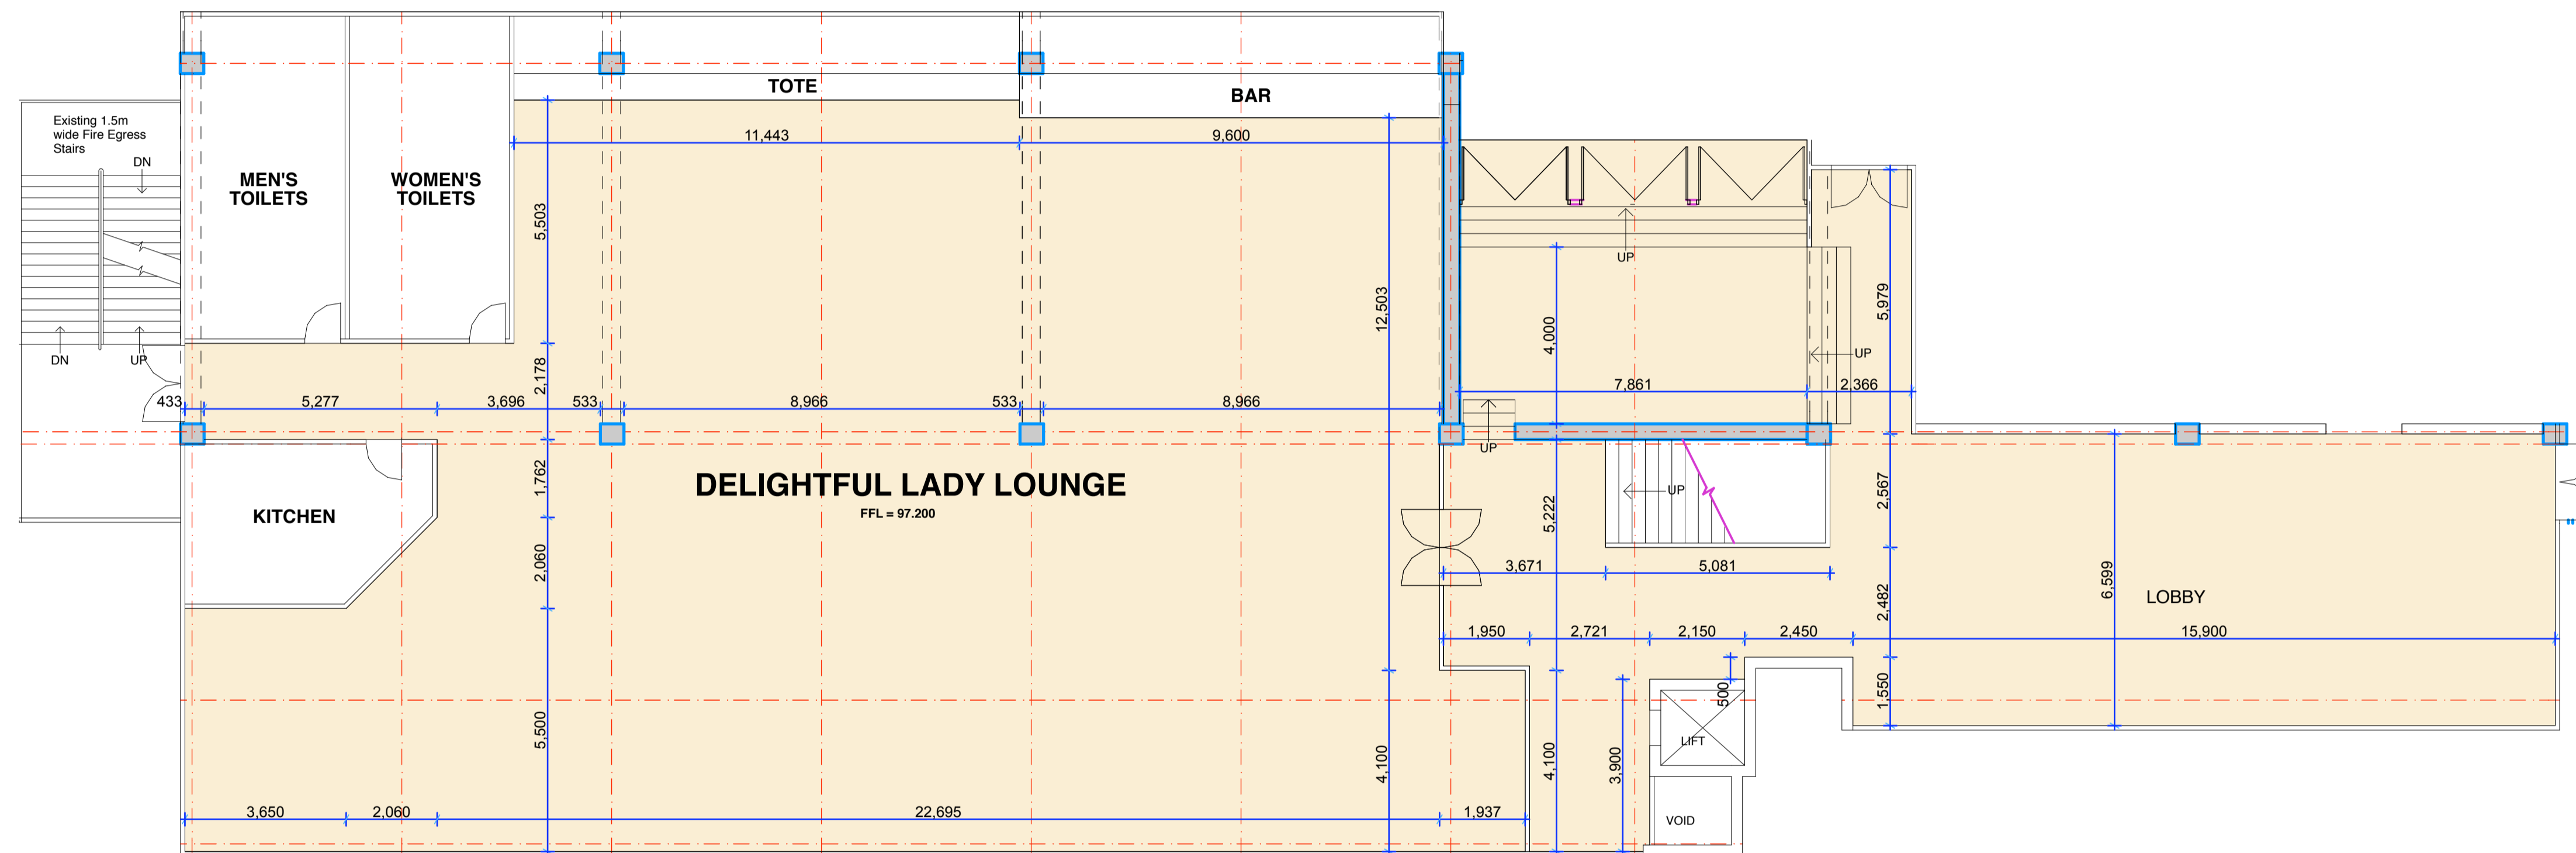 TOTE
BAR
Existing 1.5m
wide Fire Egress
Stairs
DN
11,443
9,600
MEN'S
TOILETS
WOMEN'S
TOILETS
5,503
12,503
UP
4,000
5,979
DN
UP
2,178
UP
433
5,277
3,696
533
8,966
533
8,966
7,861
2,366
UP
1,762
DELIGHTFUL LADY LOUNGE
FFL = 97.200
KITCHEN
UP
5,222
2,567
2,060
3,671
5,081
6,599
2,482
LOBBY
1,950
2,721
2,150
2,450
15,900
500
1,550
5,500
LIFT
4,100
4,100
3,900
3,650
2,060
22,695
1,937
VOID